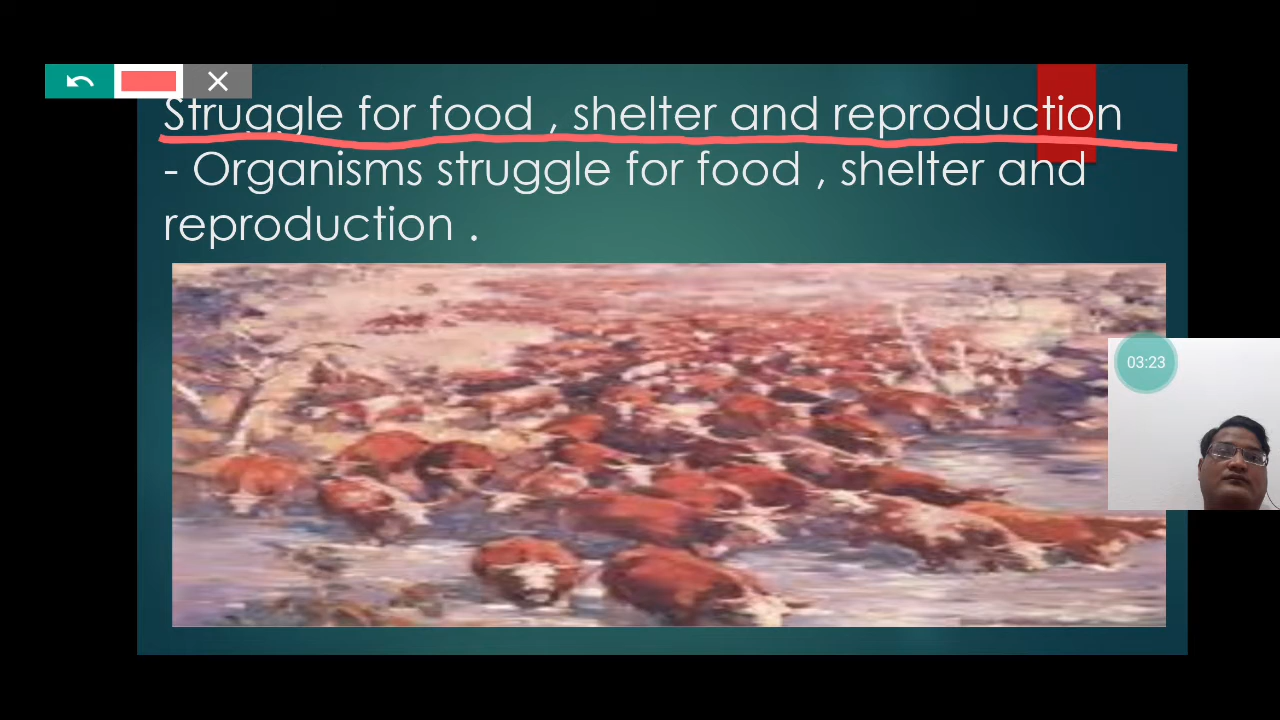 Struggle for food , shelter and reproduction
- Organisms struggle for food , shelter and
reproduction .
03:23